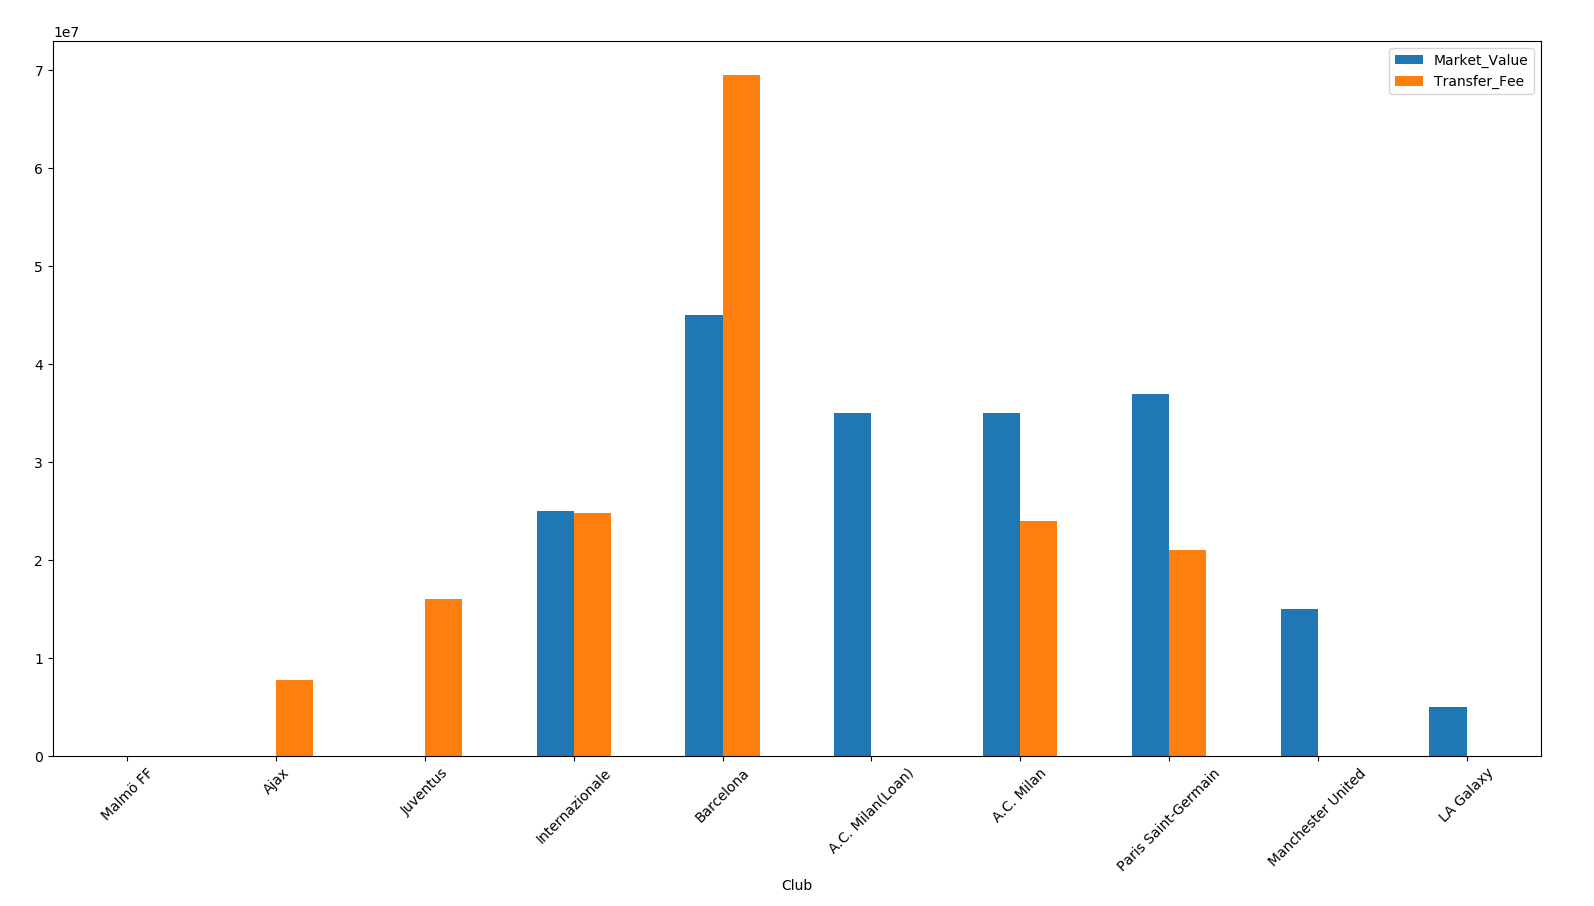 1e7
Market_Value
Transfer_Fee
7
6
5
4
3
2
1
0
Malmö FF
Ajax
Juventus
Internazionale
Barcelona
A.C. Milan(Loan)
A.C. Milan
Paris Saint-Germain
Manchester United
LA Galaxy
Club